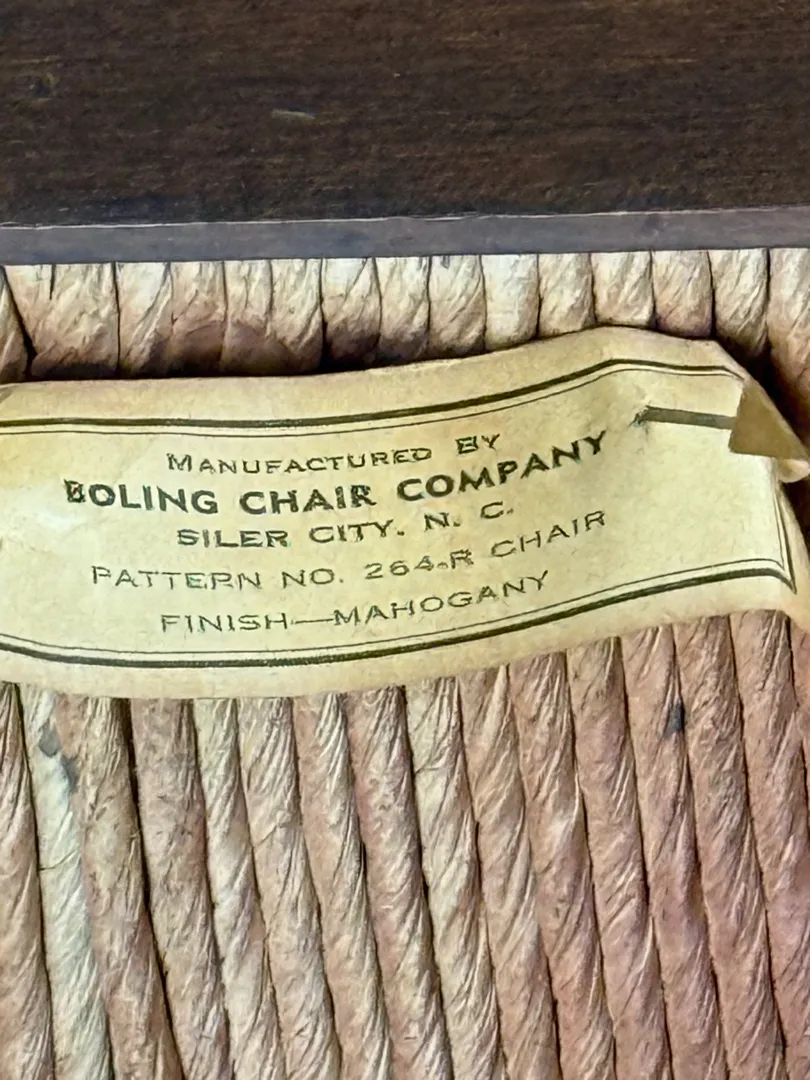 MANUFACTURED BY
BOLING CHAIR COMPANY
SILER CITY. N. C.
PATTERN NO. 264-R CHAIR
FINISH—MAHOGANY